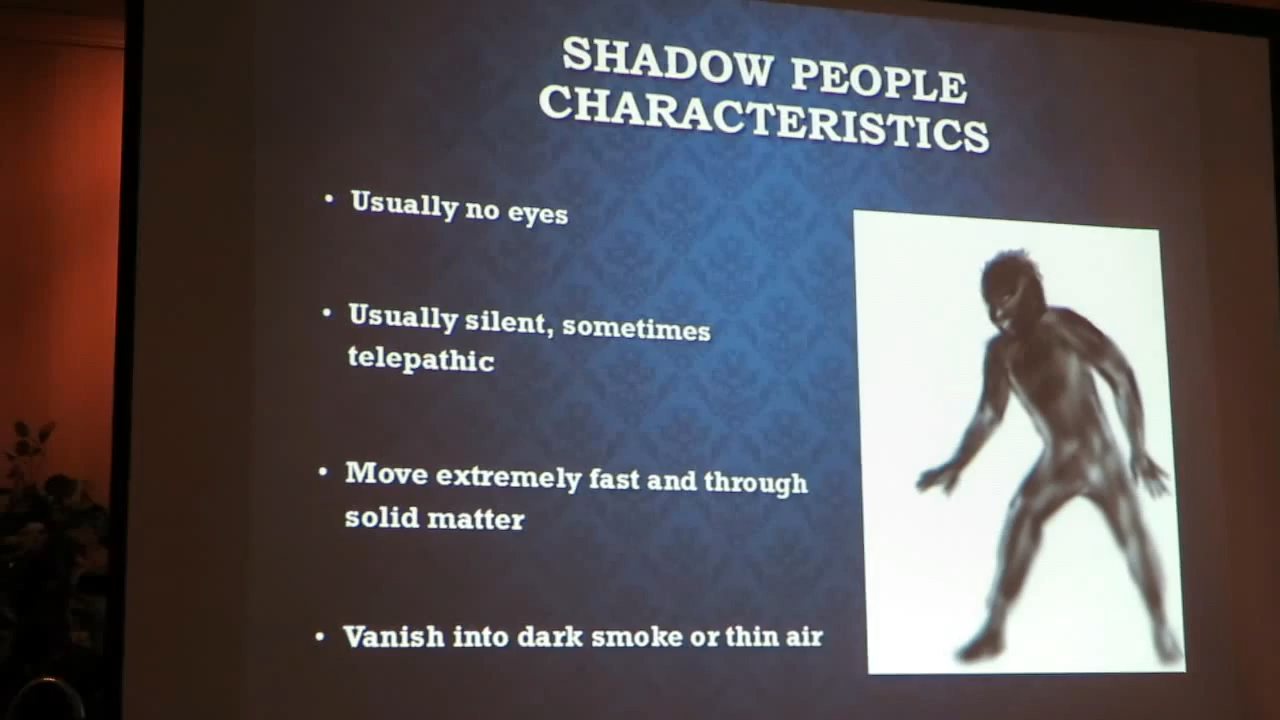 SHADOW PEOPLE
CHARACTERISTICS
• Usually no eyes
• Usually silent, sometimes
telepathic
• Move extremely fast and through
solid matter
• Vanish into dark smoke or thin air